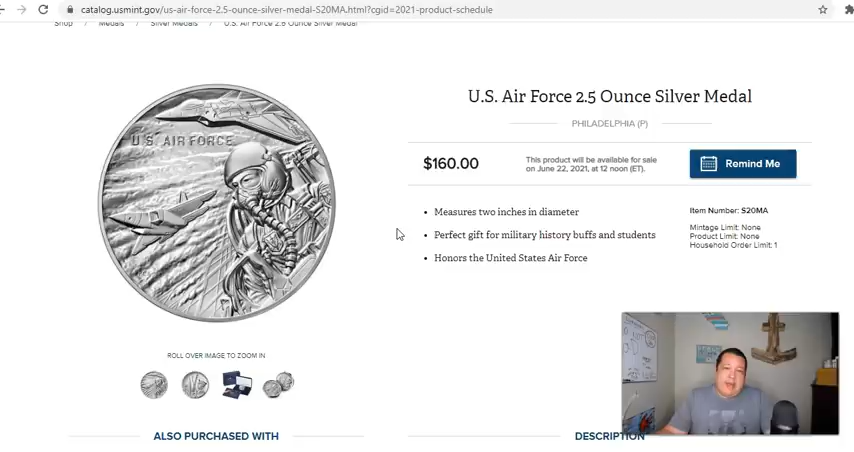 catalog.usmint.gov/us-air-force-2.5-ounce-silver-medal-S20MA.html?cgid=2021-product-schedule
Shop / Medals / Silver Medals / U.S. Air Force 2.5 Ounce Silver Medal
U.S. AIR FORCE
U.S. Air Force 2.5 Ounce Silver Medal
PHILADELPHIA (P)
$160.00
This product will be available for sale
on June 22, 2021, at 12 noon (ET).
Remind Me
Measures two inches in diameter
Perfect gift for military history buffs and students
Honors the United States Air Force
Item Number: S20MA
Mintage Limit: None
Product Limit: None
Household Order Limit: 1
ROLL OVER IMAGE TO ZOOM IN
ALSO PURCHASED WITH
DESCRIPTION